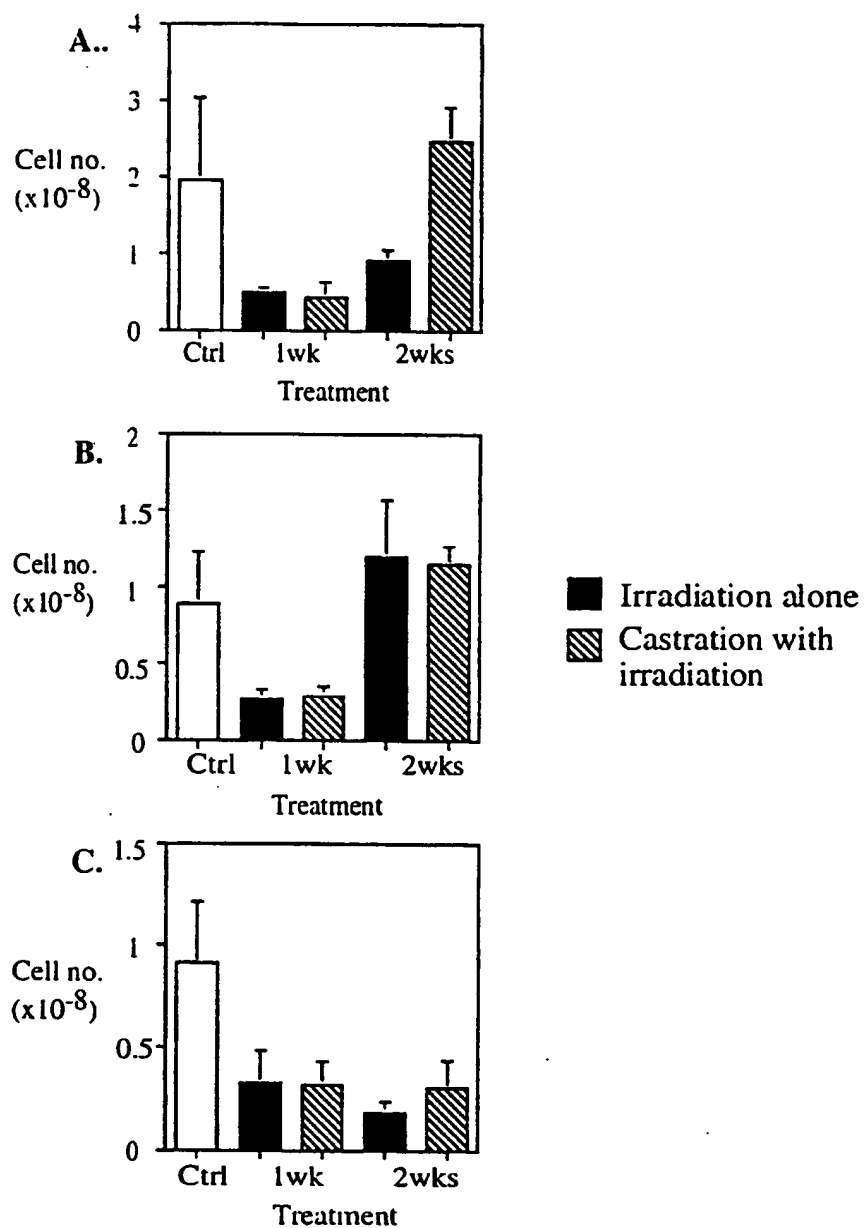 A..
4
3
2
1
0
Cell no.
(x10-8)
Ctrl 1wk 2wks
Treatment
B.
2
1.5
1
0.5
0
Cell no.
(x10-8)
Ctrl 1wk 2wks
Treatment
Irradiation alone
Castration with
irradiation
C.
1.5
1
0.5
0
Cell no.
(x10-8)
Ctrl 1wk 2wks
Treatment